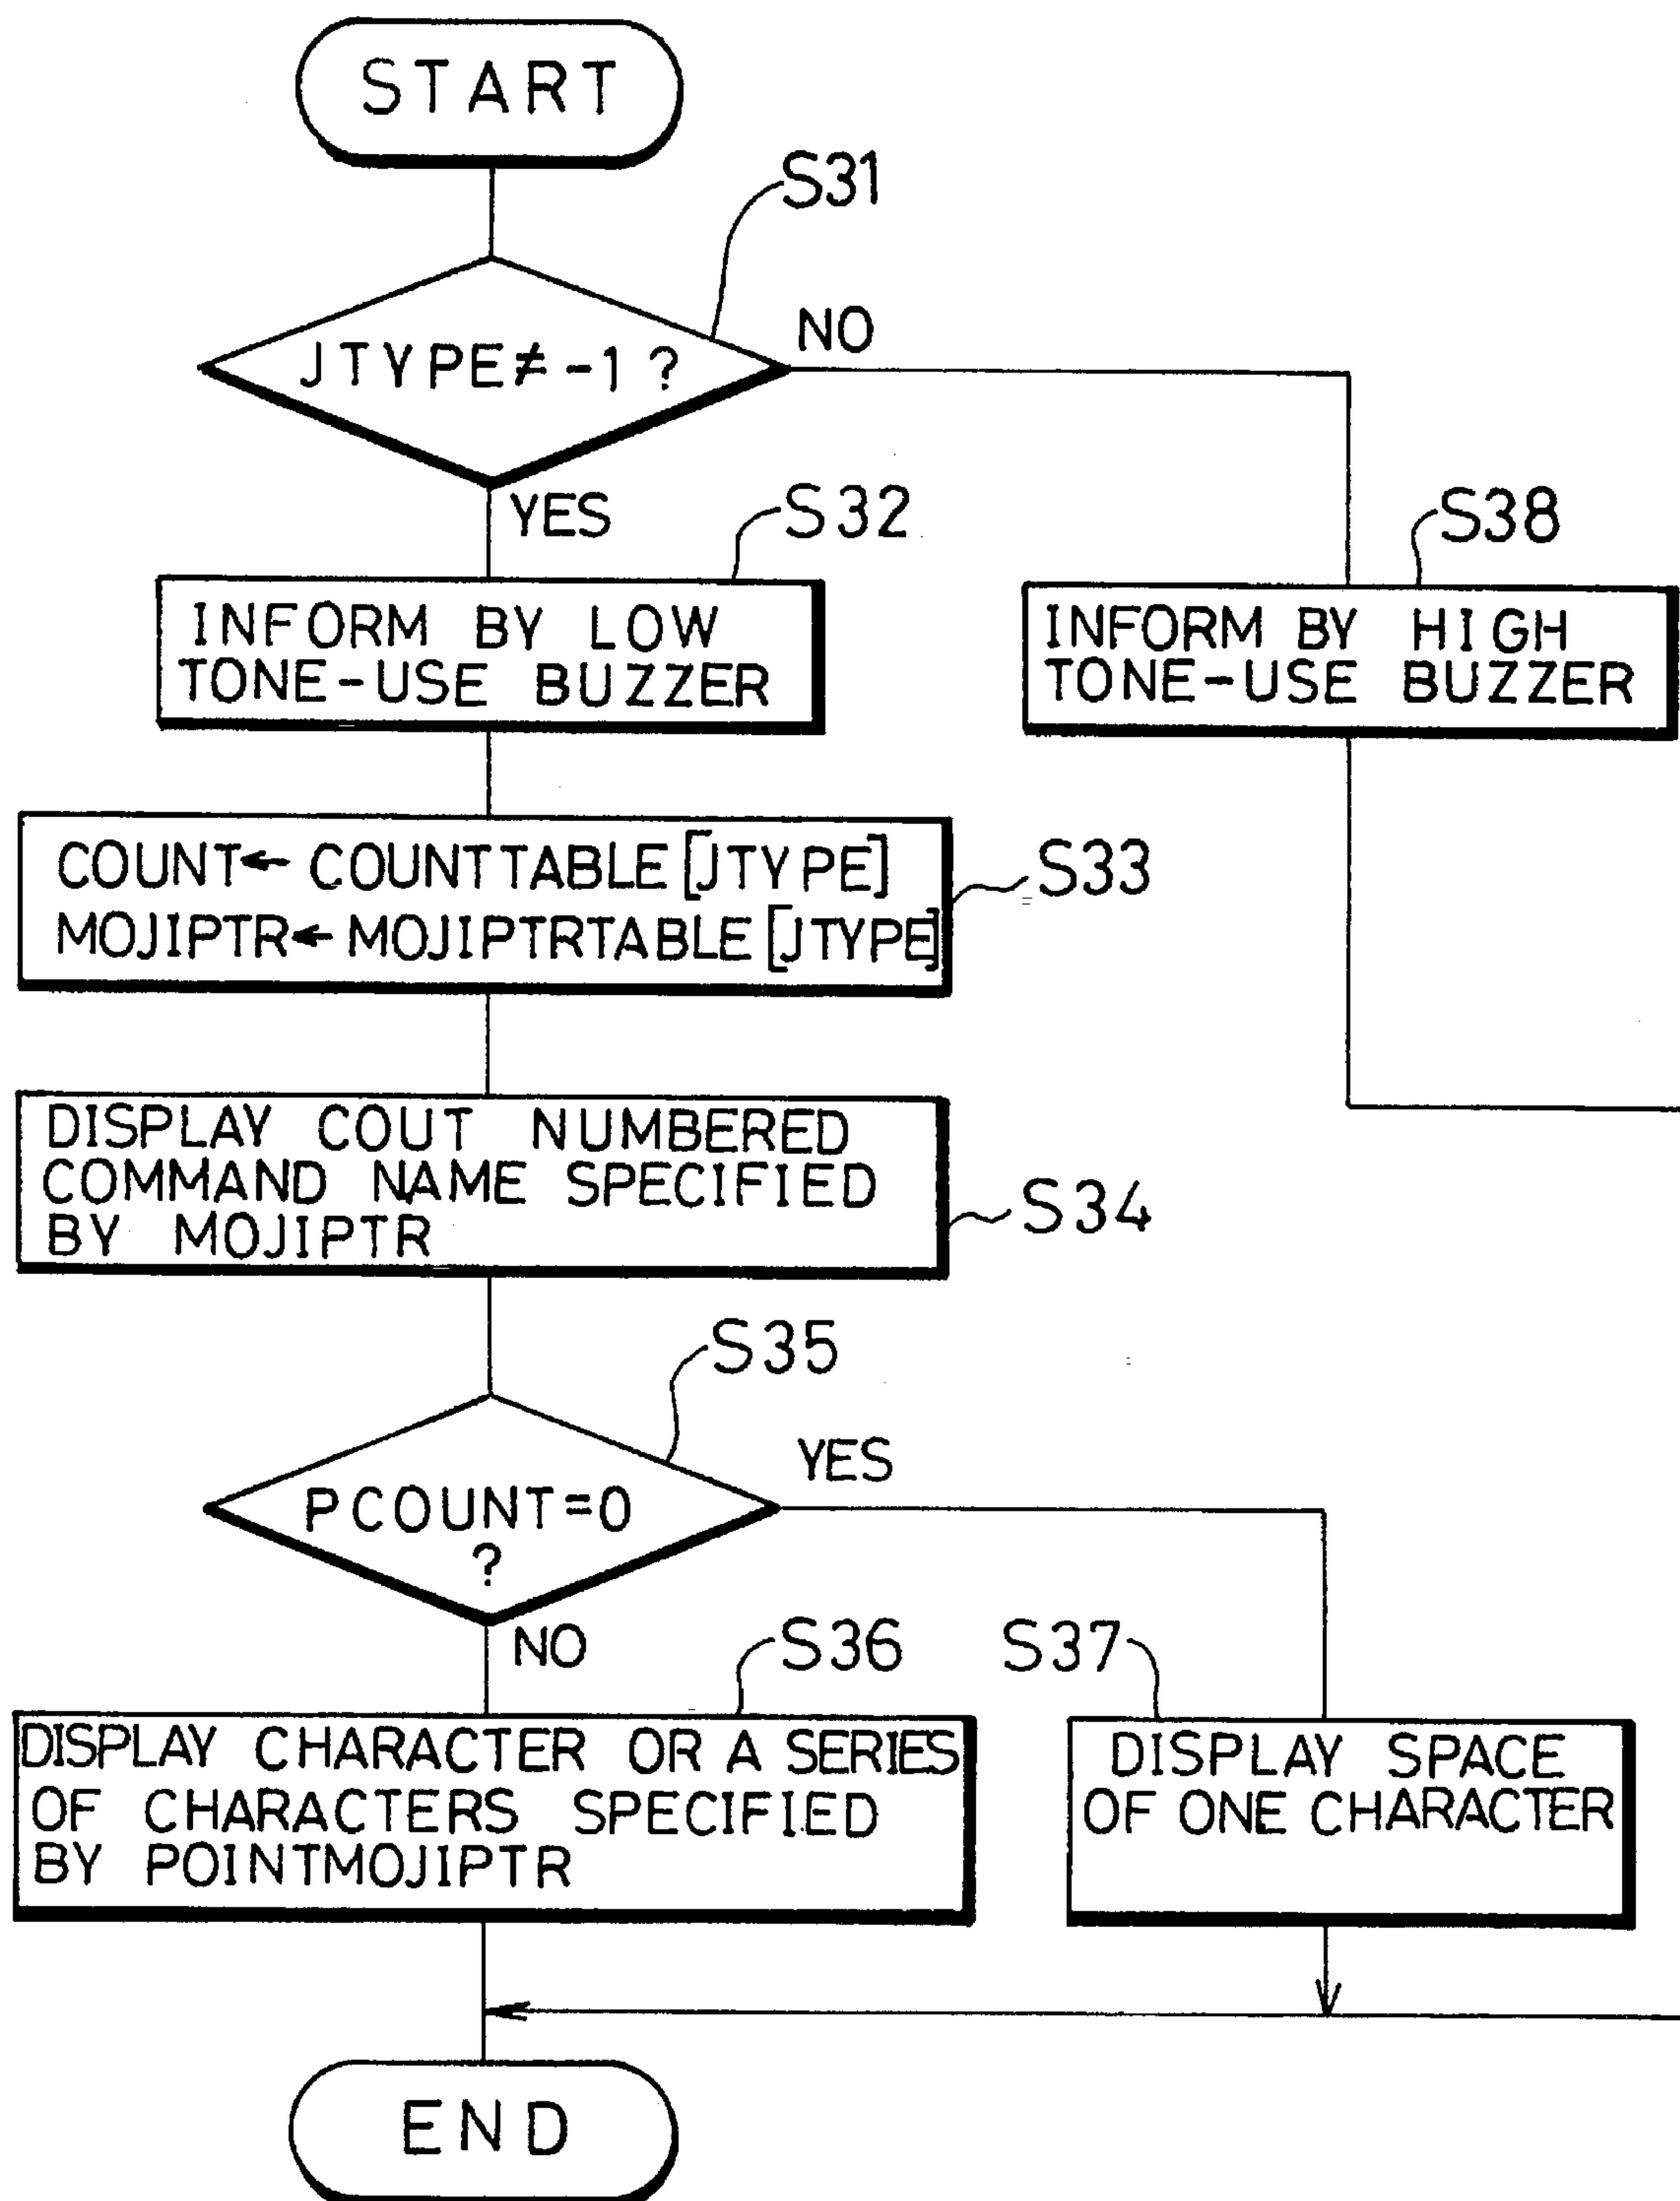 START
S31
JTYPE≠-1?
NO
YES
S32
S38
INFORM BY LOW
TONE-USE BUZZER
INFORM BY HIGH
TONE-USE BUZZER
COUNT← COUNTTABLE[JTYPE]
MOJIPTR← MOJIPTRTABLE[JTYPE]
S33
DISPLAY COUT NUMBERED
COMMAND NAME SPECIFIED
BY MOJIPTR
S34
S35
PCOUNT=0
?
YES
NO
S36
S37
DISPLAY CHARACTER OR A SERIES
OF CHARACTERS SPECIFIED
BY POINTMOJIPTR
DISPLAY SPACE
OF ONE CHARACTER
END